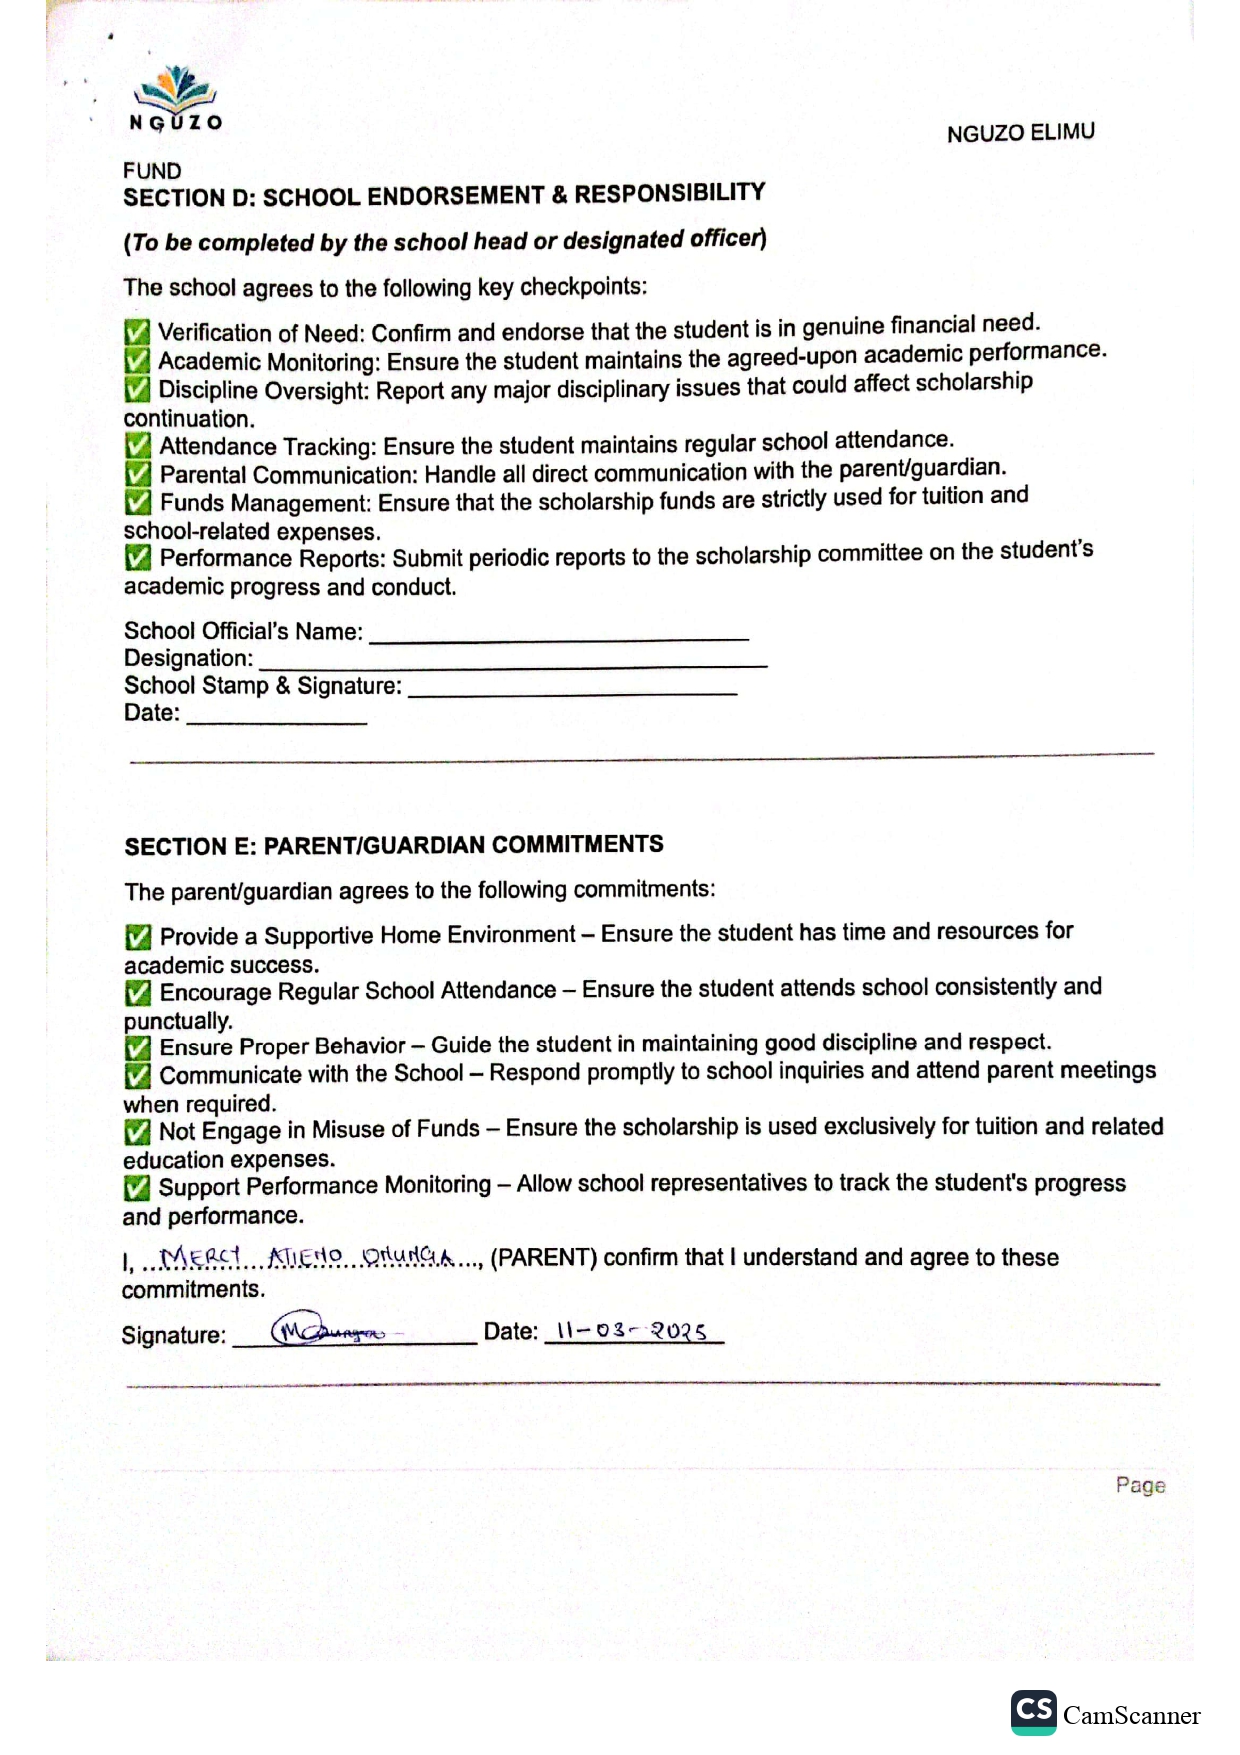 NGUZO
NGUZO ELIMU
FUND
SECTION D: SCHOOL ENDORSEMENT & RESPONSIBILITY
(To be completed by the school head or designated officer)
The school agrees to the following key checkpoints:
✅ Verification of Need: Confirm and endorse that the student is in genuine financial need.
✅ Academic Monitoring: Ensure the student maintains the agreed-upon academic performance.
✅ Discipline Oversight: Report any major disciplinary issues that could affect scholarship
continuation.
✅ Attendance Tracking: Ensure the student maintains regular school attendance.
✅ Parental Communication: Handle all direct communication with the parent/guardian.
✅ Funds Management: Ensure that the scholarship funds are strictly used for tuition and
school-related expenses.
✅ Performance Reports: Submit periodic reports to the scholarship committee on the student's
academic progress and conduct.
School Official's Name: ____________________
Designation: ____________________
School Stamp & Signature: ____________________
Date: ____________
SECTION E: PARENT/GUARDIAN COMMITMENTS
The parent/guardian agrees to the following commitments:
✅ Provide a Supportive Home Environment – Ensure the student has time and resources for
academic success.
✅ Encourage Regular School Attendance – Ensure the student attends school consistently and
punctually.
✅ Ensure Proper Behavior – Guide the student in maintaining good discipline and respect.
✅ Communicate with the School – Respond promptly to school inquiries and attend parent meetings
when required.
✅ Not Engage in Misuse of Funds – Ensure the scholarship is used exclusively for tuition and related
education expenses.
✅ Support Performance Monitoring – Allow school representatives to track the student's progress
and performance.
I, ...MERCY ATIENO ONUNGA..., (PARENT) confirm that I understand and agree to these
commitments.
Signature: ____________ Date: 11-03-2025
Page
CS CamScanner